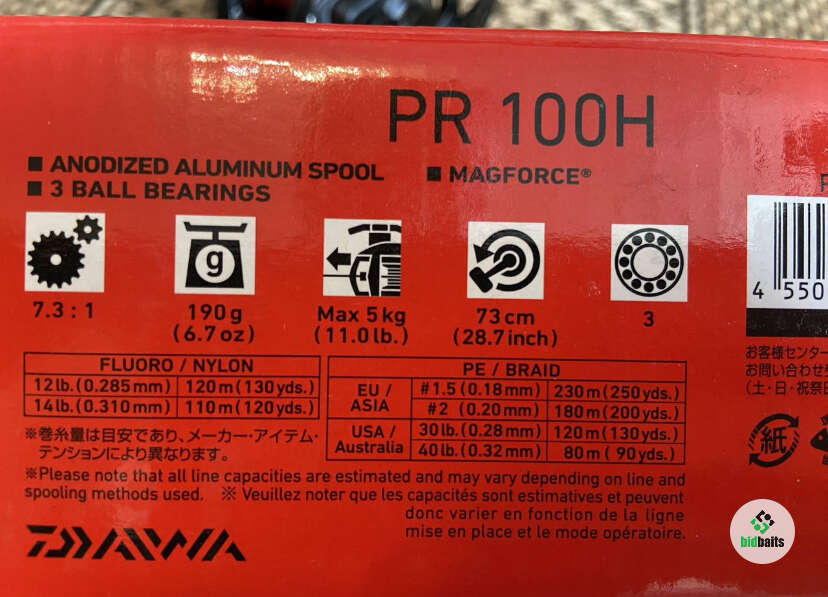 PR 100H
■ ANODIZED ALUMINUM SPOOL ■ MAGFORCE®
■ 3 BALL BEARINGS
g
7.3 : 1
190g
(6.7 oz)
Max 5kg
(11.0lb.)
73cm
(28.7inch)
3
4 550
FLUORO / NYLON
12lb.(0.285mm) 120m(130yds.)
14lb.(0.310mm) 110m(120yds.)
PE / BRAID
EU / ASIA #1.5 (0.18mm) 230m(250yds.)
#2 (0.20mm) 180m(200yds.)
USA / Australia 30lb.(0.28mm) 120m(130yds.)
40lb.(0.32mm) 80m( 90yds.)
※巻糸量は目安であり、メーカー・アイテム・
テンションにより異なります。
※Please note that all line capacities are estimated and may vary depending on line and
spooling methods used. ※ Veuillez noter que les capacités sont estimatives et peuvent
donc varier en fonction de la ligne
mise en place et le mode opératoire.
DAIWA
お客様センター
お問い合わせ
(土・日・祝祭
紙
bidbaits